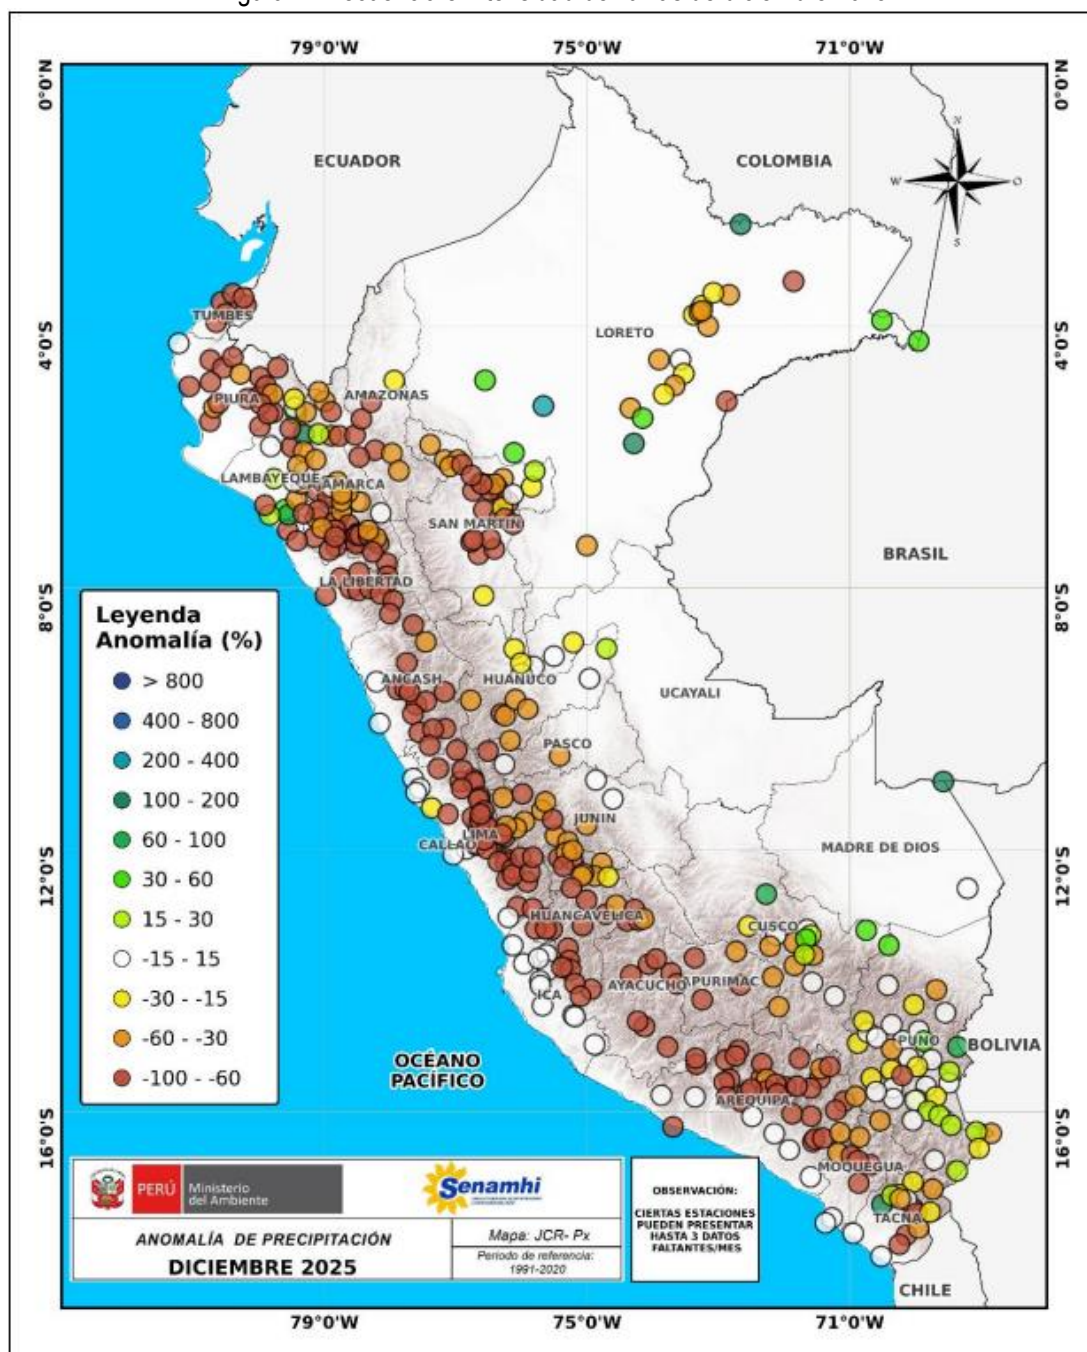 79°0'W 75°0'W 71°0'W
0°0'N 0°0'N
ECUADOR
COLOMBIA
N
W O
S
TUMBES
LORETO
4°0'S 4°0'S
PIURA
AMAZONAS
LAMBAYEQUE
CAJAMARCA
SAN MARTIN
BRASIL
LA LIBERTAD
8°0'S 8°0'S
Leyenda
Anomalía (%)
> 800
400 - 800
200 - 400
100 - 200
60 - 100
30 - 60
15 - 30
-15 - 15
-30 - -15
-60 - -30
-100 - -60
ANCASH
HUANUCO
UCAYALI
PASCO
JUNIN
LIMA
CALLAO
MADRE DE DIOS
12°0'S 12°0'S
HUANCAVELICA
CUSCO
ICA
AYACUCHO
APURIMAC
PUNO
BOLIVIA
OCÉANO
PACÍFICO
AREQUIPA
16°0'S 16°0'S
MOQUEGUA
TACNA
CHILE
PERÚ
Ministerio
del Ambiente
Senamhi
ANOMALÍA DE PRECIPITACIÓN
DICIEMBRE 2025
Mapa: JCR- Px
Periodo de referencia:
1991-2020
OBSERVACIÓN:
CIERTAS ESTACIONES
PUEDEN PRESENTAR
HASTA 3 DATOS
FALTANTES/MES
79°0'W 75°0'W 71°0'W